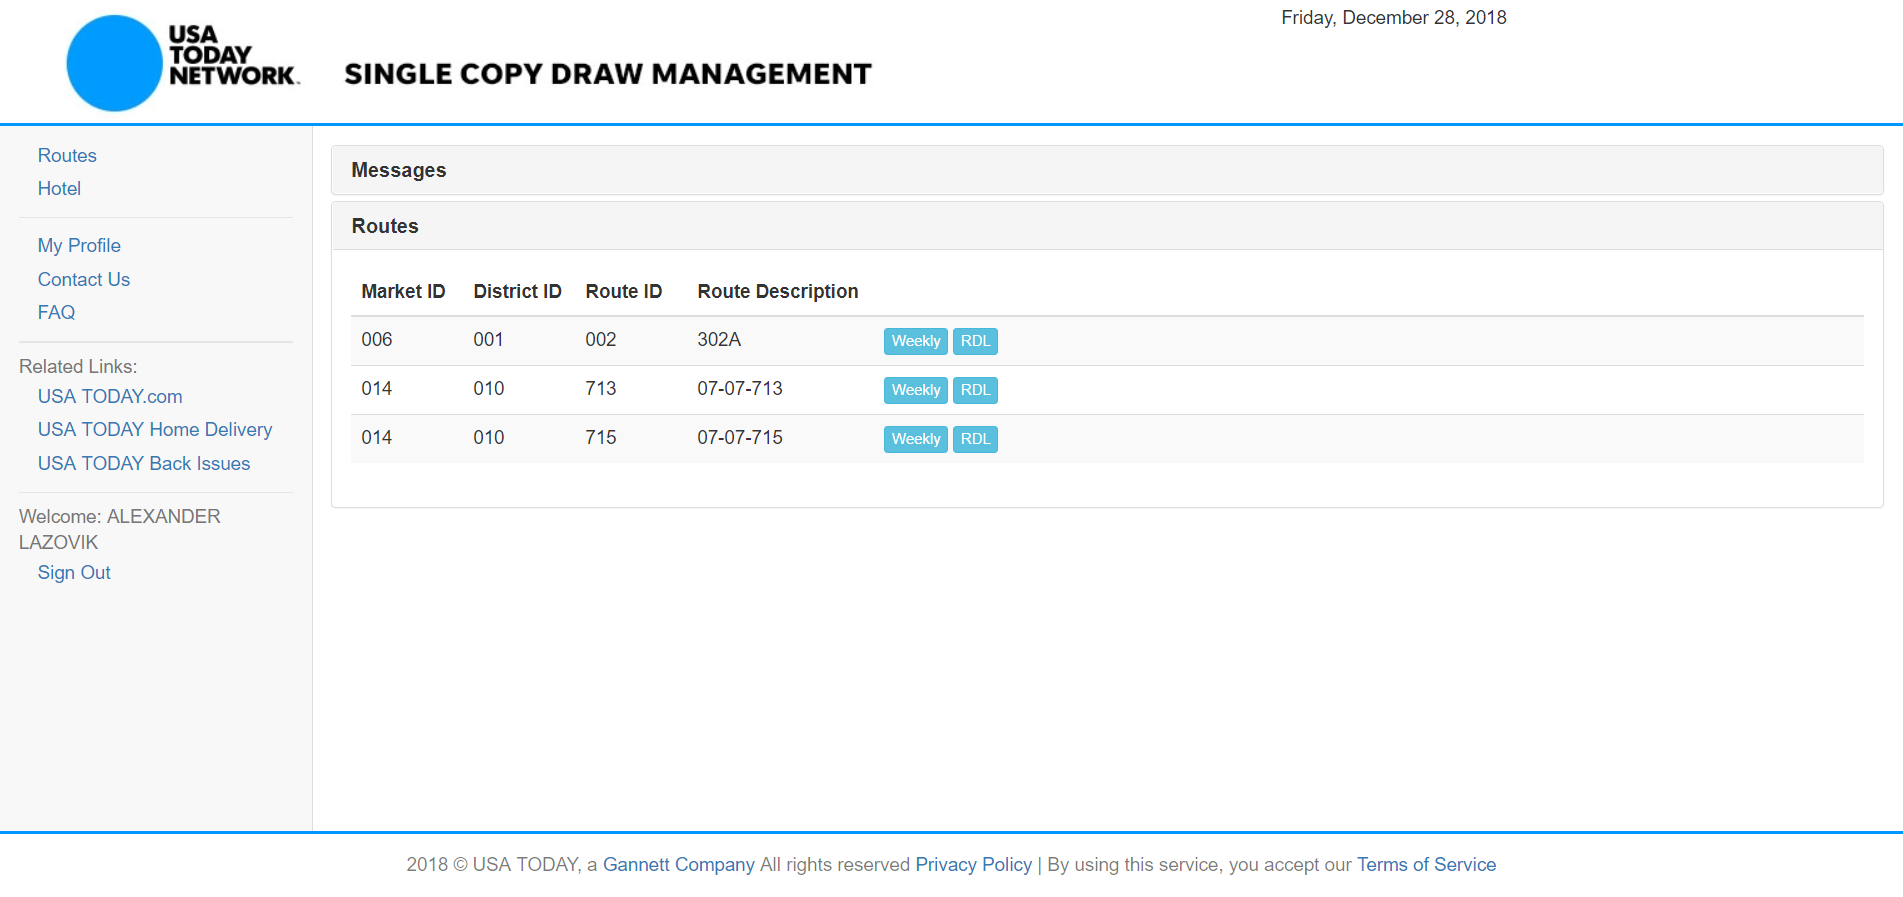 Friday, December 28, 2018
USA
TODAY
NETWORK
SINGLE COPY DRAW MANAGEMENT
Routes
Hotel
My Profile
Contact Us
FAQ
Related Links:
USA TODAY.com
USA TODAY Home Delivery
USA TODAY Back Issues
Welcome: ALEXANDER
LAZOVIK
Sign Out
Messages
Routes
Market ID District ID Route ID Route Description
006 001 002 302A Weekly RDL
014 010 713 07-07-713 Weekly RDL
014 010 715 07-07-715 Weekly RDL
2018 © USA TODAY, a Gannett Company All rights reserved Privacy Policy | By using this service, you accept our Terms of Service